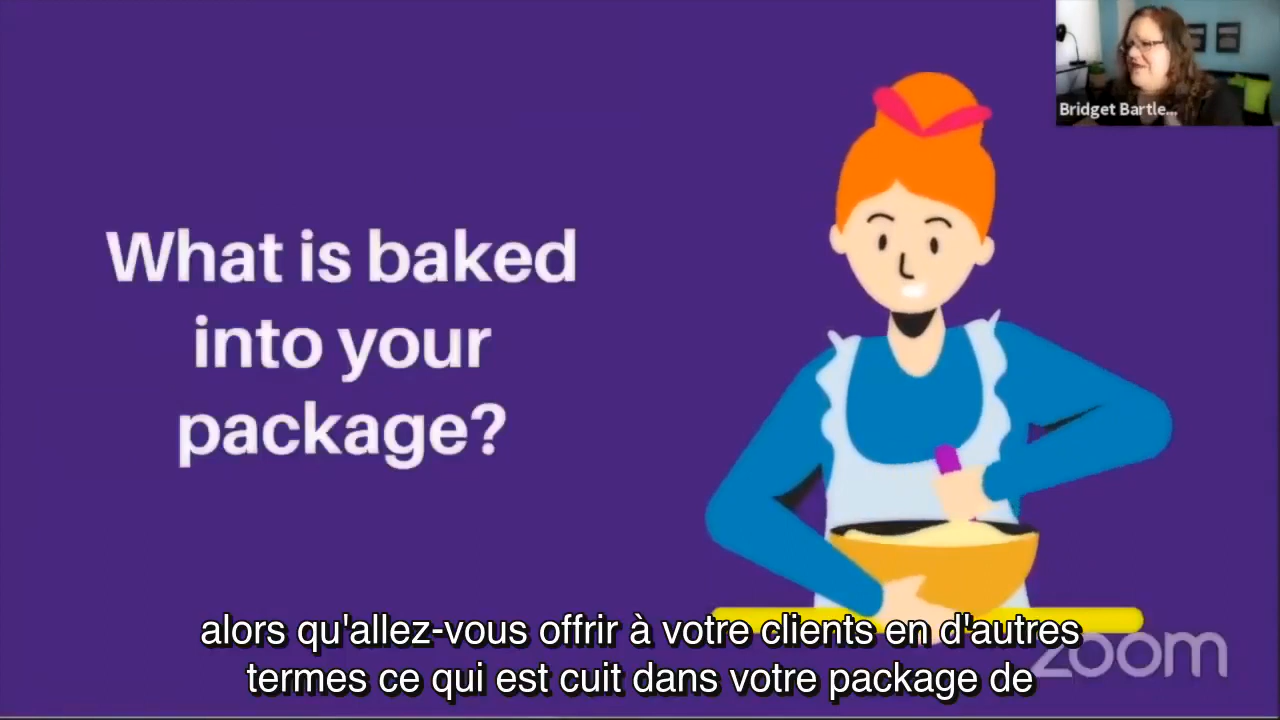 Bridget Bartle...
What is baked
into your
package?
alors qu'allez-vous offrir à votre clients en d'autres
termes ce qui est cuit dans votre package de
zoom